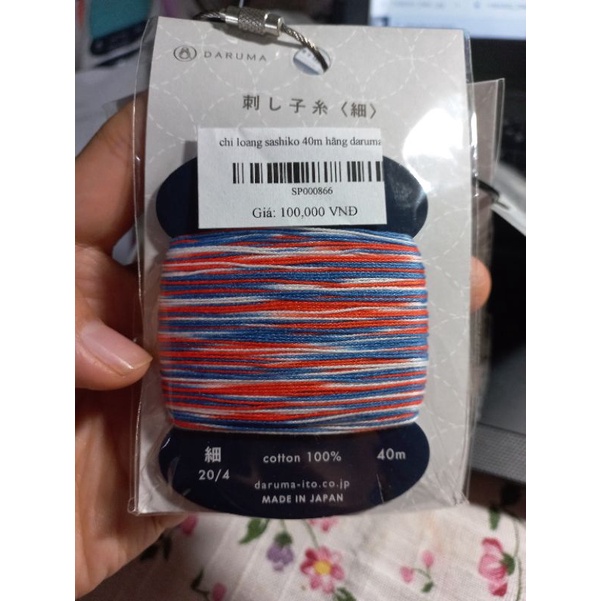 DARUMA
刺し子糸〈細〉
chi loang sashiko 40m hãng daruma
SP000866
Giá: 100,000 VNĐ
細 cotton 100% 40m
20/4
daruma-ito.co.jp
MADE IN JAPAN